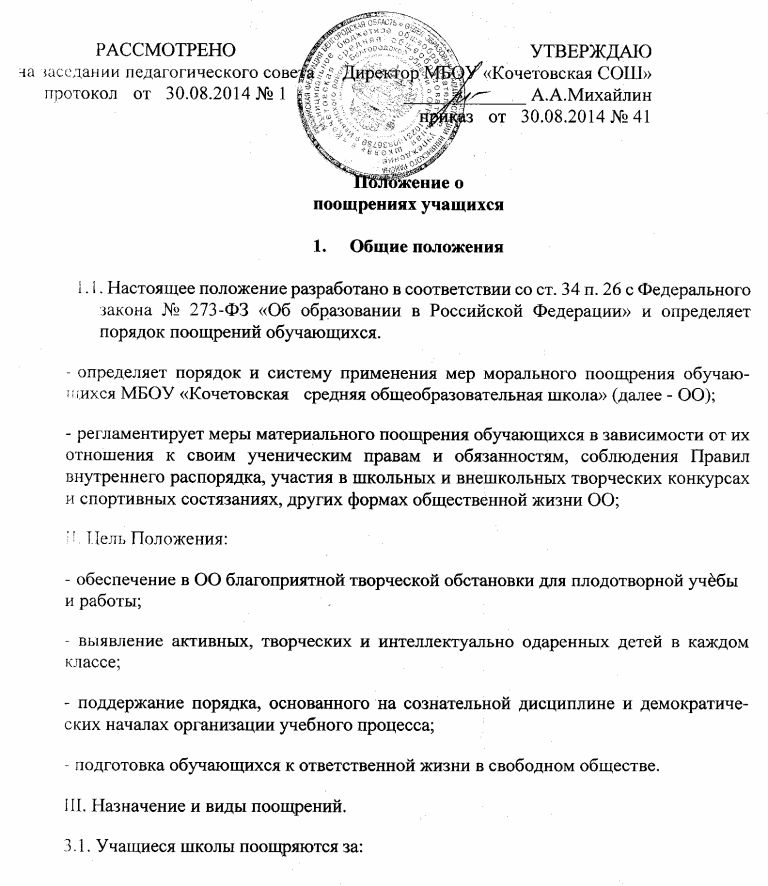 РАССМОТРЕНО
на заседании педагогического совета
протокол от 30.08.2014 № 1
УТВЕРЖДАЮ
Директор МБОУ «Кочетовская СОШ»
А.А.Михайлин
приказ от 30.08.2014 № 41
Положение о
поощрениях учащихся
1. Общие положения
1.1. Настоящее положение разработано в соответствии со ст. 34 п. 26 с Федерального
закона № 273-ФЗ «Об образовании в Российской Федерации» и определяет
порядок поощрений обучающихся.
- определяет порядок и систему применения мер морального поощрения обучаю-
щихся МБОУ «Кочетовская средняя общеобразовательная школа» (далее - ОО);
- регламентирует меры материального поощрения обучающихся в зависимости от их
отношения к своим ученическим правам и обязанностям, соблюдения Правил
внутреннего распорядка, участия в школьных и внешкольных творческих конкурсах
и спортивных состязаниях, других формах общественной жизни ОО;
II. Цель Положения:
- обеспечение в ОО благоприятной творческой обстановки для плодотворной учѐбы
и работы;
- выявление активных, творческих и интеллектуально одаренных детей в каждом
классе;
- поддержание порядка, основанного на сознательной дисциплине и демократиче-
ских началах организации учебного процесса;
- подготовка обучающихся к ответственной жизни в свободном обществе.
III. Назначение и виды поощрений.
3.1. Учащиеся школы поощряются за: